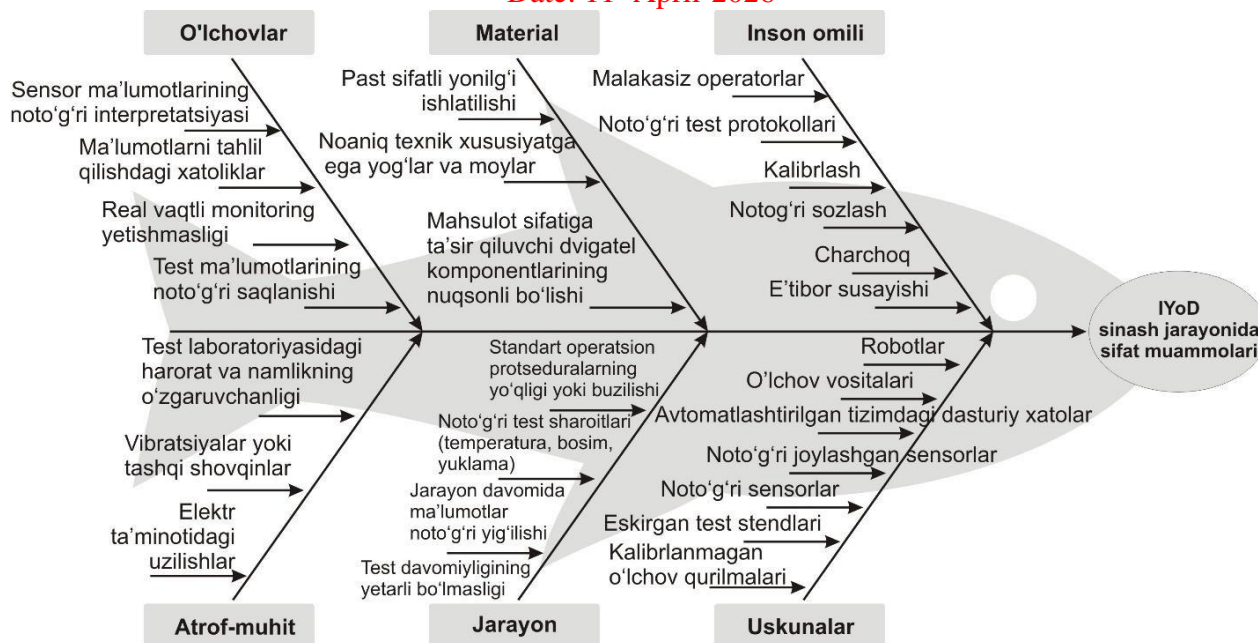 Date: 11 April 2026
O'lchovlar
Material
Inson omili
Sensor ma’lumotlarining
noto‘g‘ri interpretatsiyasi
Ma’lumotlarni tahlil
qilishdagi xatoliklar
Real vaqtli monitoring
yetishmasligi
Test ma’lumotlarining
noto‘g‘ri saqlanishi
Past sifatli yonilg‘i
ishlatilishi
Noaniq texnik xususiyatga
ega yog‘lar va moylar
Mahsulot sifatiga
ta’sir qiluvchi dvigatel
komponentlarining
nuqsonli bo‘lishi
Malakasiz operatorlar
Noto‘g‘ri test protokollari
Kalibrlash
Notog‘ri sozlash
Charchoq
E’tibor susayishi
IYoD
sinash jarayonida
sifat muammolari
Test laboratoriyasidagi
harorat va namlikning
o‘zgaruvchanligi
Vibratsiyalar yoki
tashqi shovqinlar
Elektr
ta’minotidagi
uzilishlar
Standart operatsion
protseduralarning
yo‘qligi yoki buzilishi
Noto‘g‘ri test sharoitlari
(temperatura, bosim,
yuklama)
Jarayon davomida
ma’lumotlar
noto‘g‘ri yig‘ilishi
Test davomiyligining
yetarli bo‘lmasligi
Robotlar
O’lchov vositalari
Avtomatlashtirilgan tizimdagi dasturiy xatolar
Noto‘g‘ri joylashgan sensorlar
Noto‘g‘ri sensorlar
Eskirgan test stendlari
Kalibrlanmagan
o‘lchov qurilmalari
Atrof-muhit
Jarayon
Uskunalar